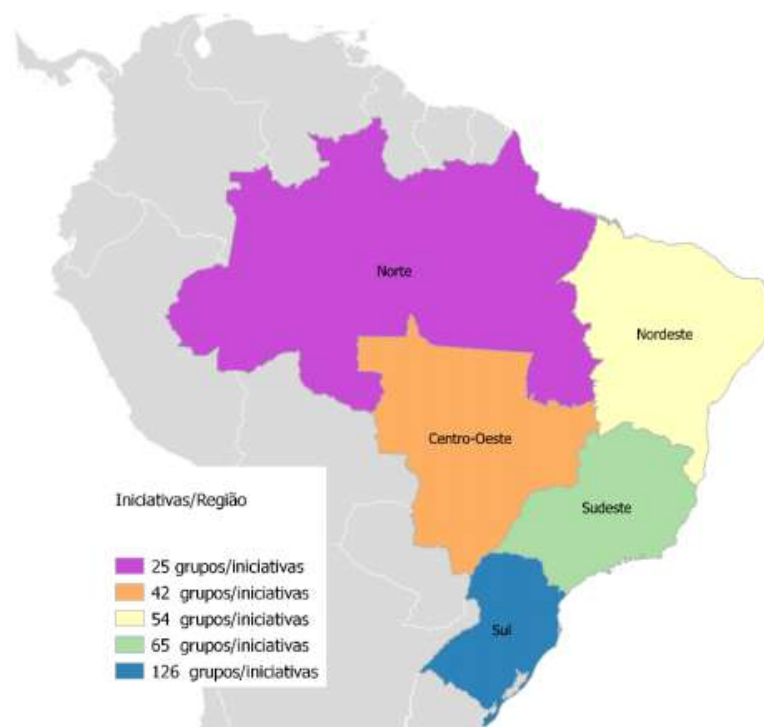 Norte
Nordeste
Centro-Oeste
Sudeste
Sul
Iniciativas/Região
25 grupos/iniciativas
42 grupos/iniciativas
54 grupos/iniciativas
65 grupos/iniciativas
126 grupos/iniciativas